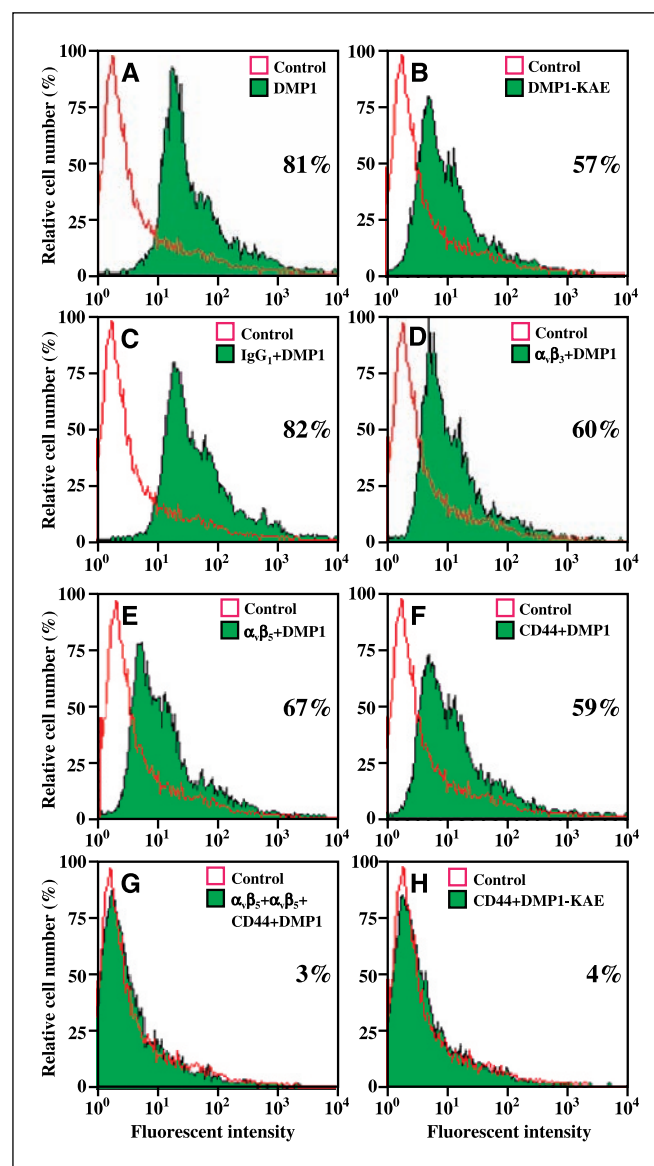 A
Control
DMP1
81%
Relative cell number (%)
100
75
50
25
0
10⁰ 10¹ 10² 10³ 10⁴
B
Control
DMP1-KAE
57%
100
75
50
25
0
10⁰ 10¹ 10² 10³ 10⁴
C
Control
IgG₁+DMP1
82%
Relative cell number (%)
100
75
50
25
0
10⁰ 10¹ 10² 10³ 10⁴
D
Control
αᵥβ₃+DMP1
60%
100
75
50
25
0
10⁰ 10¹ 10² 10³ 10⁴
E
Control
αᵥβ₅+DMP1
67%
Relative cell number (%)
100
75
50
25
0
10⁰ 10¹ 10² 10³ 10⁴
F
Control
CD44+DMP1
59%
100
75
50
25
0
10⁰ 10¹ 10² 10³ 10⁴
G
Control
αᵥβ₅+αᵥβ₅+
CD44+DMP1
3%
Relative cell number (%)
100
75
50
25
0
10⁰ 10¹ 10² 10³ 10⁴
Fluorescent intensity
H
Control
CD44+DMP1-KAE
4%
100
75
50
25
0
10⁰ 10¹ 10² 10³ 10⁴
Fluorescent intensity